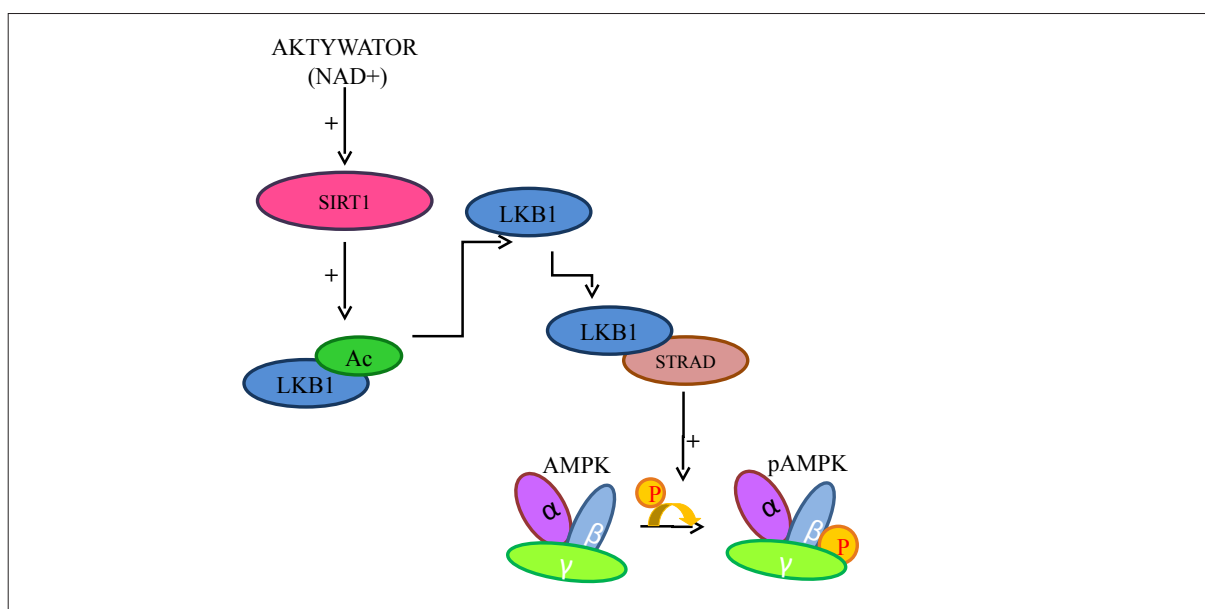 AKTYWATOR
(NAD+)
+
SIRT1
+
LKB1
Ac
LKB1
LKB1
STRAD
+
AMPK
pAMPK
P
α
β
γ
α
β
P
γ